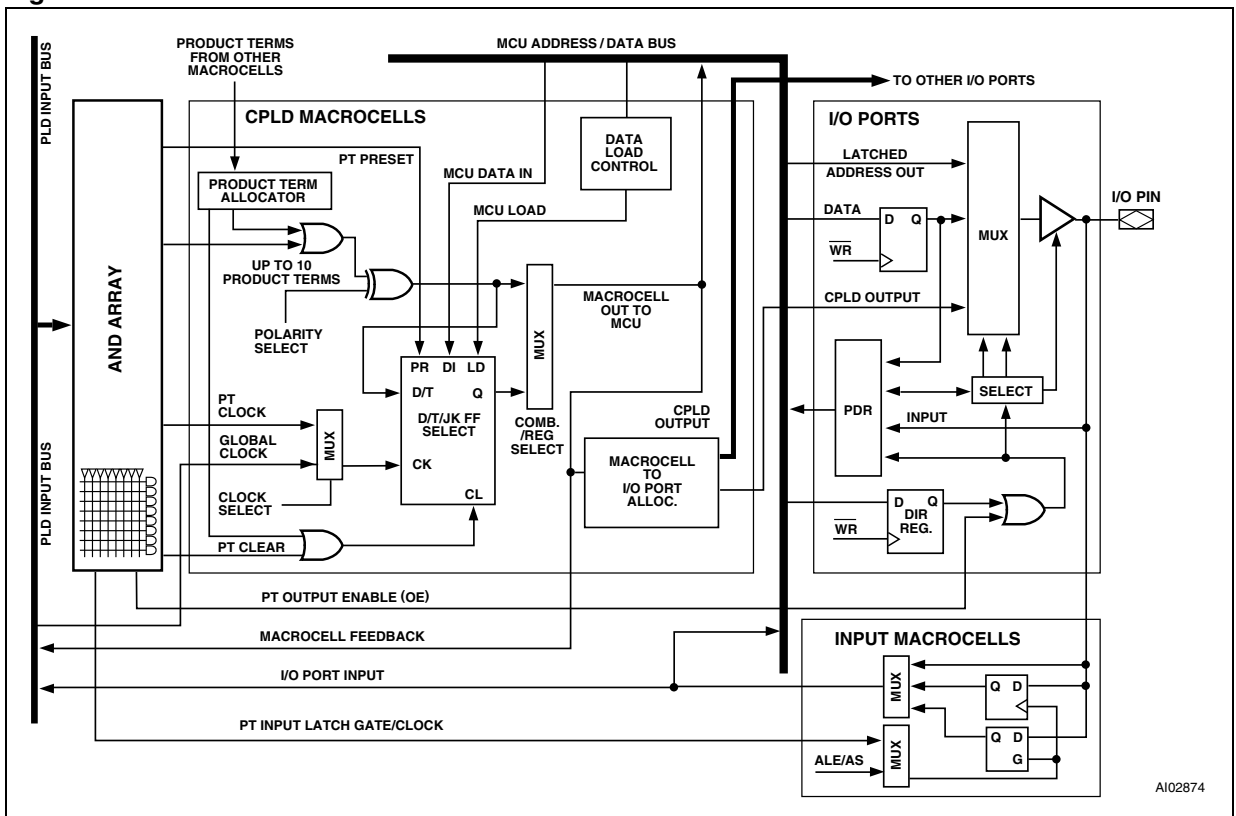 PLD INPUT BUS
PRODUCT TERMS
FROM OTHER
MACROCELLS
MCU ADDRESS / DATA BUS
TO OTHER I/O PORTS
CPLD MACROCELLS
I/O PORTS
AND ARRAY
PT PRESET
PRODUCT TERM
ALLOCATOR
MCU DATA IN
MCU LOAD
DATA
LOAD
CONTROL
LATCHED
ADDRESS OUT
DATA
D Q
WR
MUX
I/O PIN
UP TO 10
PRODUCT TERMS
POLARITY
SELECT
MUX
MACROCELL
OUT TO
MCU
CPLD OUTPUT
PR DI LD
D/T Q
D/T/JK FF
SELECT
CK
CL
COMB.
/REG
SELECT
PT
CLOCK
GLOBAL
CLOCK
MUX
CLOCK
SELECT
PT CLEAR
CPLD
OUTPUT
MACROCELL
TO
I/O PORT
ALLOC.
PDR
SELECT
INPUT
D Q
DIR
REG.
WR
PLD INPUT BUS
PT OUTPUT ENABLE (OE)
MACROCELL FEEDBACK
I/O PORT INPUT
PT INPUT LATCH GATE/CLOCK
INPUT MACROCELLS
MUX
Q D
Q D
G
MUX
ALE/AS
AI02874